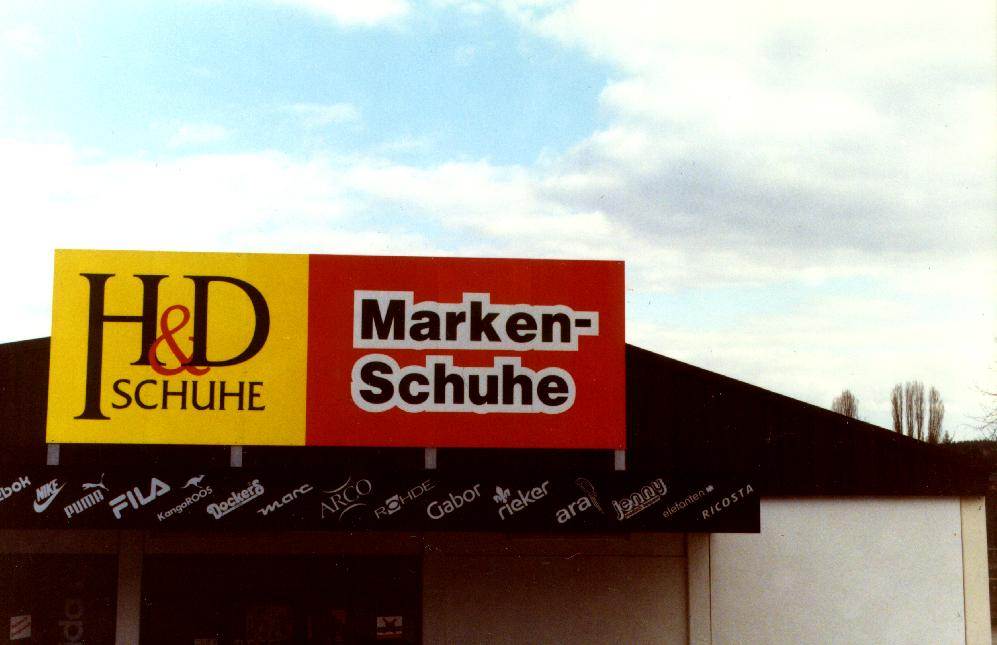 H&D
SCHUHE
Marken-
Schuhe
NIKE PUMA FILA KangaROOS Dockers marc ARCO ROHDE Gabor rieker ara jenny elefanten RICOSTA